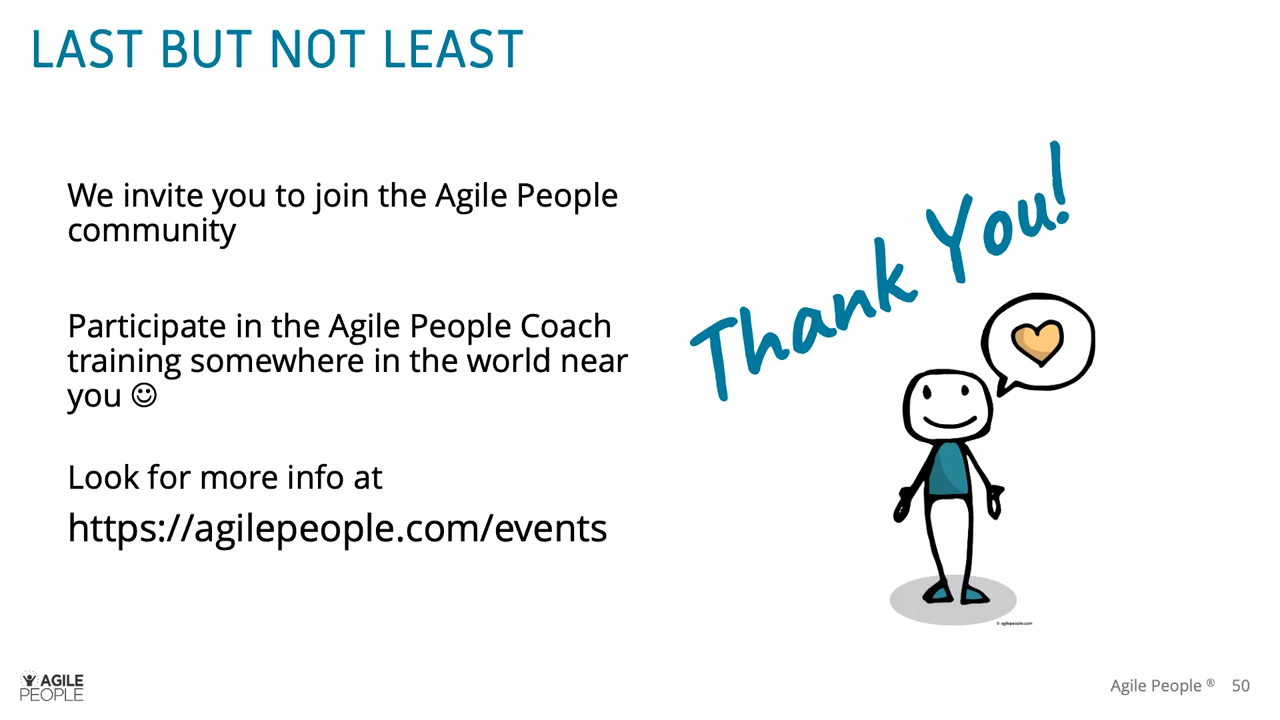 LAST BUT NOT LEAST
We invite you to join the Agile People
community
Participate in the Agile People Coach
training somewhere in the world near
you ☺
Look for more info at
https://agilepeople.com/events
Thank You!
© agilepeople.com
AGILE
PEOPLE
Agile People ® 50